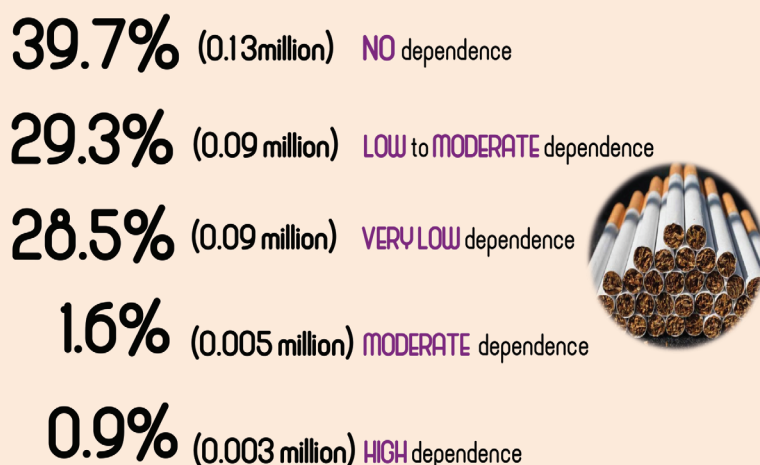 39.7% (0.13million) NO dependence
29.3% (0.09 million) LOW to MODERATE dependence
28.5% (0.09 million) VERY LOW dependence
1.6% (0.005 million) MODERATE dependence
0.9% (0.003 million) HIGH dependence